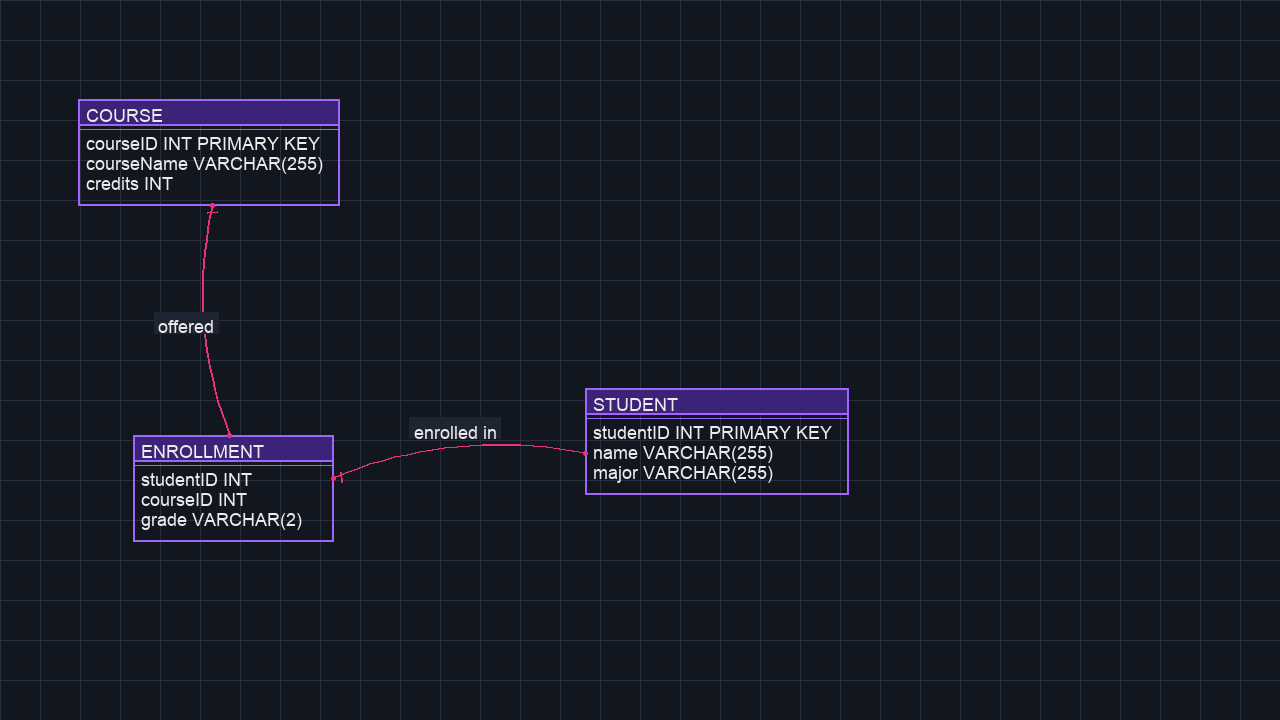 COURSE
courseID INT PRIMARY KEY
courseName VARCHAR(255)
credits INT
offered
ENROLLMENT
studentID INT
courseID INT
grade VARCHAR(2)
enrolled in
STUDENT
studentID INT PRIMARY KEY
name VARCHAR(255)
major VARCHAR(255)